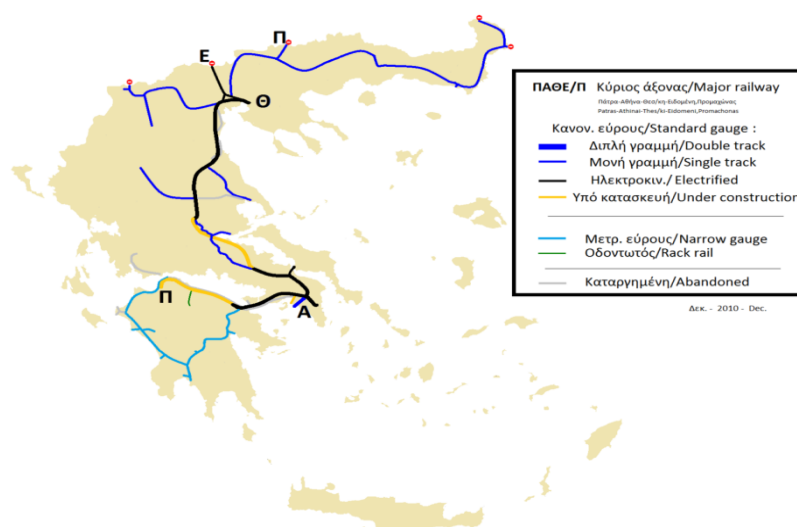 Π
Ε
Θ
Π
Α
ΠΑΘΕ/Π Κύριος άξονας/Major railway
Πάτρα-Αθήνα-Θεσ/κη-Ειδομένη,Προμαχώνας
Patras-Athinai-Thes/ki-Eidomeni,Promachonas
Κανον. εύρους/Standard gauge :
Διπλή γραμμή/Double track
Μονή γραμμή/Single track
Ηλεκτροκιν./ Electrified
Υπό κατασκευή/Under construction
Μετρ. εύρους/Narrow gauge
Οδοντωτός/Rack rail
Καταργημένη/Abandoned
Δεκ. - 2010 - Dec.